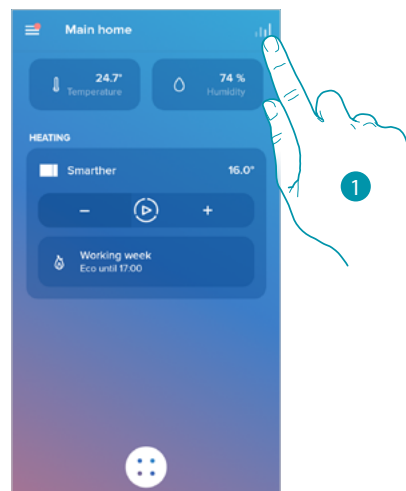 Main home
24.7°
Temperature
74 %
Humidity
HEATING
Smarther 16.0°
− +
Working week
Eco until 17:00
1